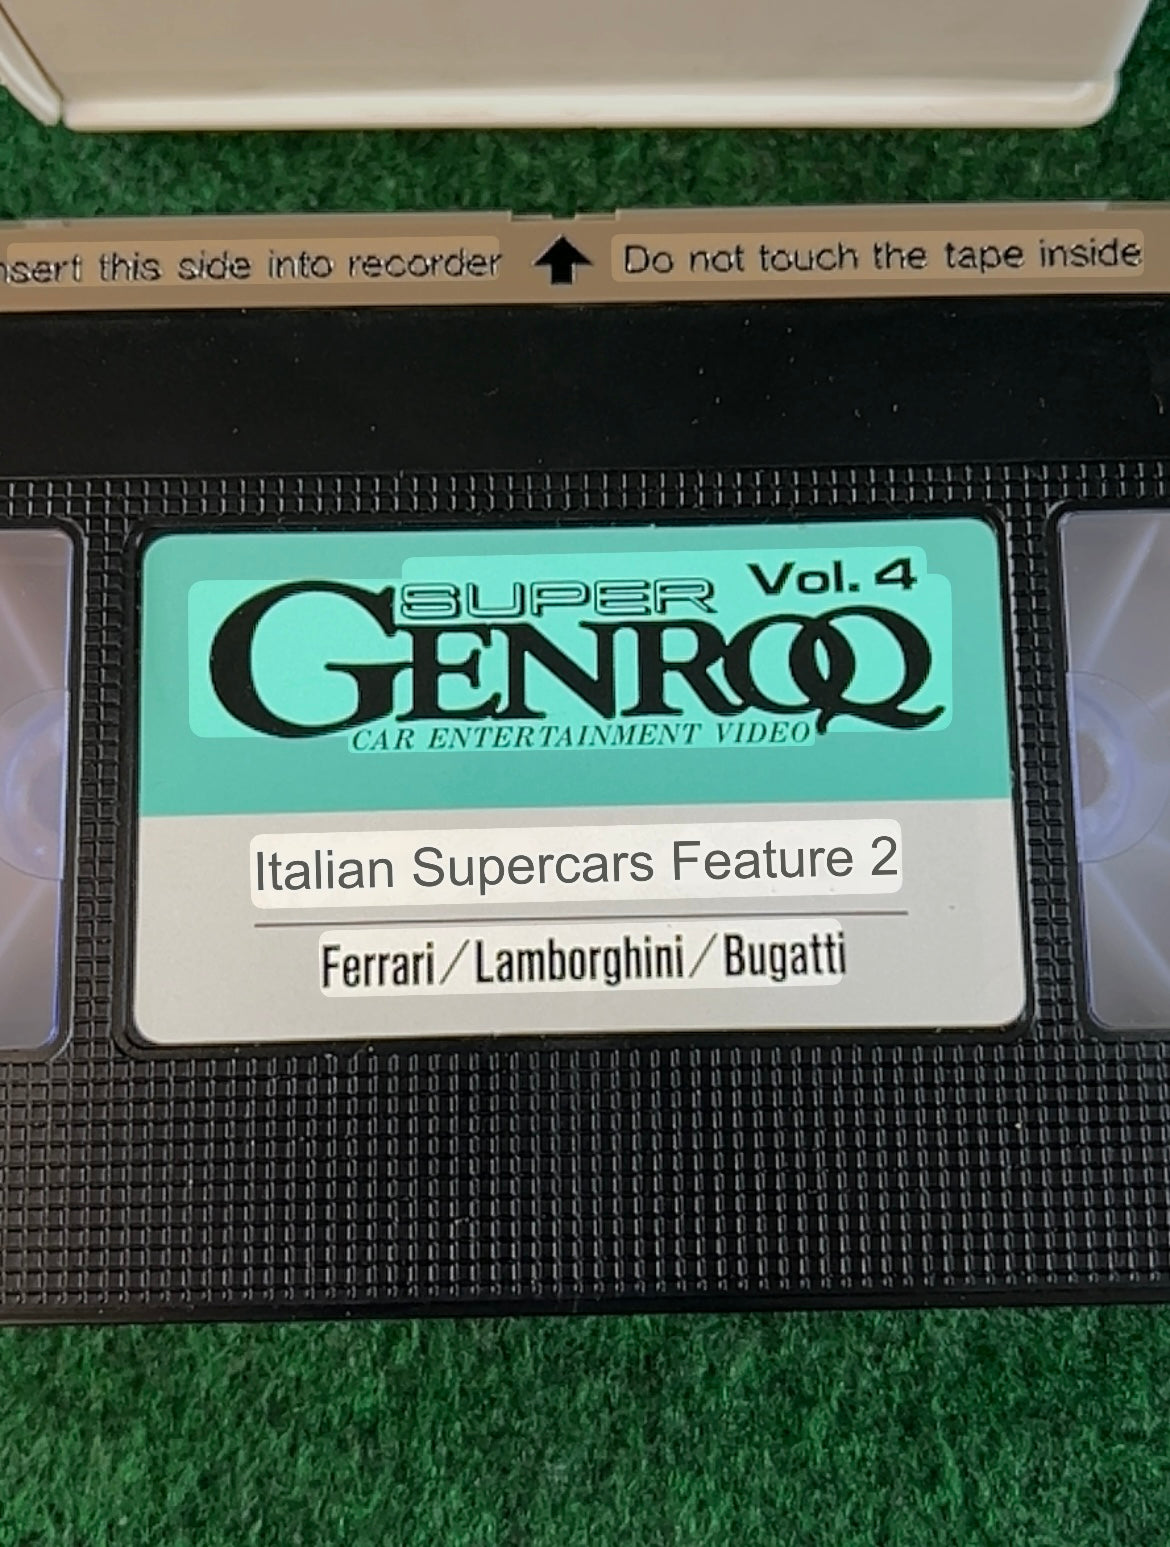 nsert this side into recorder
Do not touch the tape inside
SUPER Vol. 4
GENROQ
CAR ENTERTAINMENT VIDEO
Italian Supercars Feature 2
Ferrari/Lamborghini/Bugatti